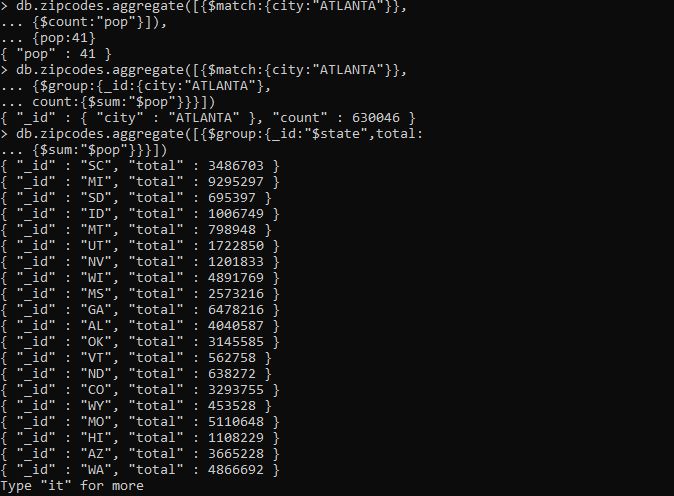 > db.zipcodes.aggregate([{$match:{city:"ATLANTA"}},
... {$count:"pop"}]),
... {pop:41}
{ "pop" : 41 }
> db.zipcodes.aggregate([{$match:{city:"ATLANTA"}},
... {$group:{_id:{city:"ATLANTA"},
... count:{$sum:"$pop"}}}])
{ "_id" : { "city" : "ATLANTA" }, "count" : 630046 }
> db.zipcodes.aggregate([{$group:{_id:"$state",total:
... {$sum:"$pop"}}}])
{ "_id" : "SC", "total" : 3486703 }
{ "_id" : "MI", "total" : 9295297 }
{ "_id" : "SD", "total" : 695397 }
{ "_id" : "ID", "total" : 1006749 }
{ "_id" : "MT", "total" : 798948 }
{ "_id" : "UT", "total" : 1722850 }
{ "_id" : "NV", "total" : 1201833 }
{ "_id" : "WI", "total" : 4891769 }
{ "_id" : "MS", "total" : 2573216 }
{ "_id" : "GA", "total" : 6478216 }
{ "_id" : "AL", "total" : 4040587 }
{ "_id" : "OK", "total" : 3145585 }
{ "_id" : "VT", "total" : 562758 }
{ "_id" : "ND", "total" : 638272 }
{ "_id" : "CO", "total" : 3293755 }
{ "_id" : "WY", "total" : 453528 }
{ "_id" : "MO", "total" : 5110648 }
{ "_id" : "HI", "total" : 1108229 }
{ "_id" : "AZ", "total" : 3665228 }
{ "_id" : "WA", "total" : 4866692 }
Type "it" for more